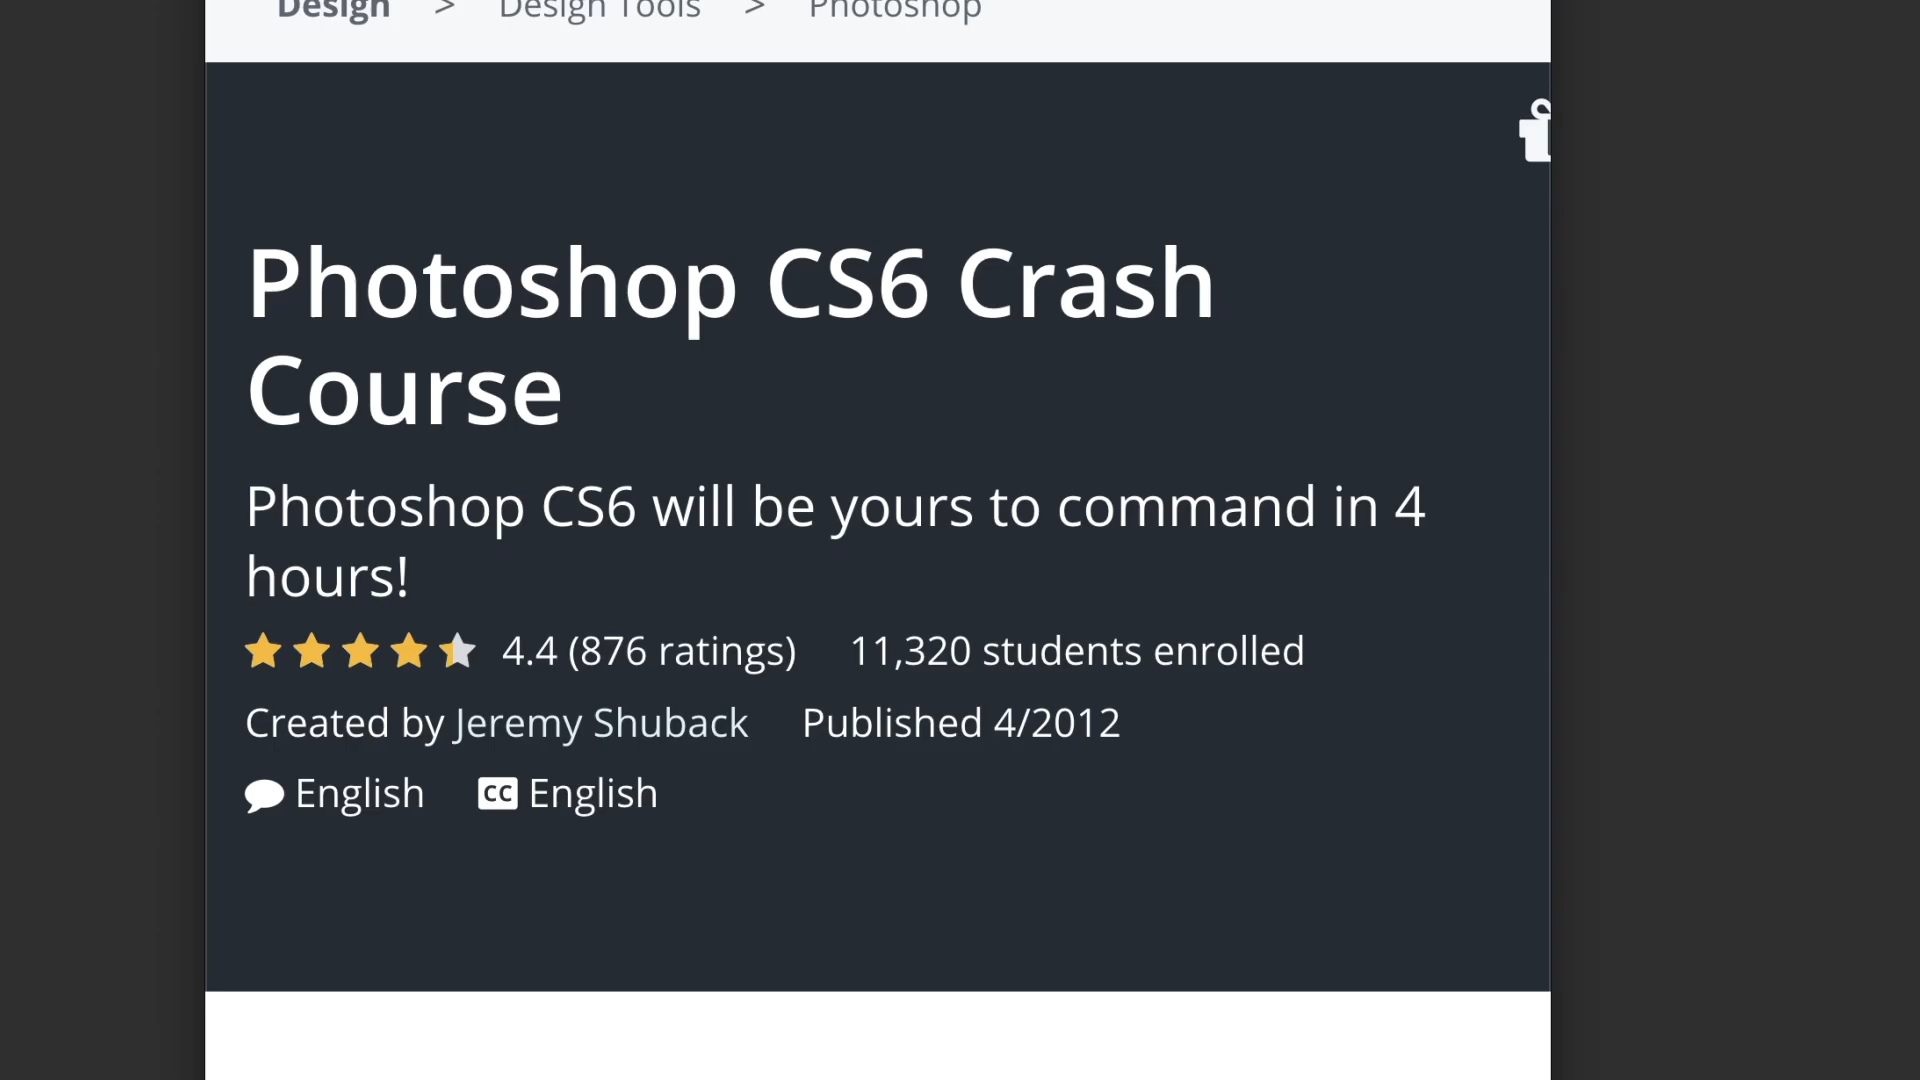 Design > Design Tools > Photoshop
Photoshop CS6 Crash
Course
Photoshop CS6 will be yours to command in 4
hours!
4.4 (876 ratings) 11,320 students enrolled
Created by Jeremy Shuback Published 4/2012
English CC English